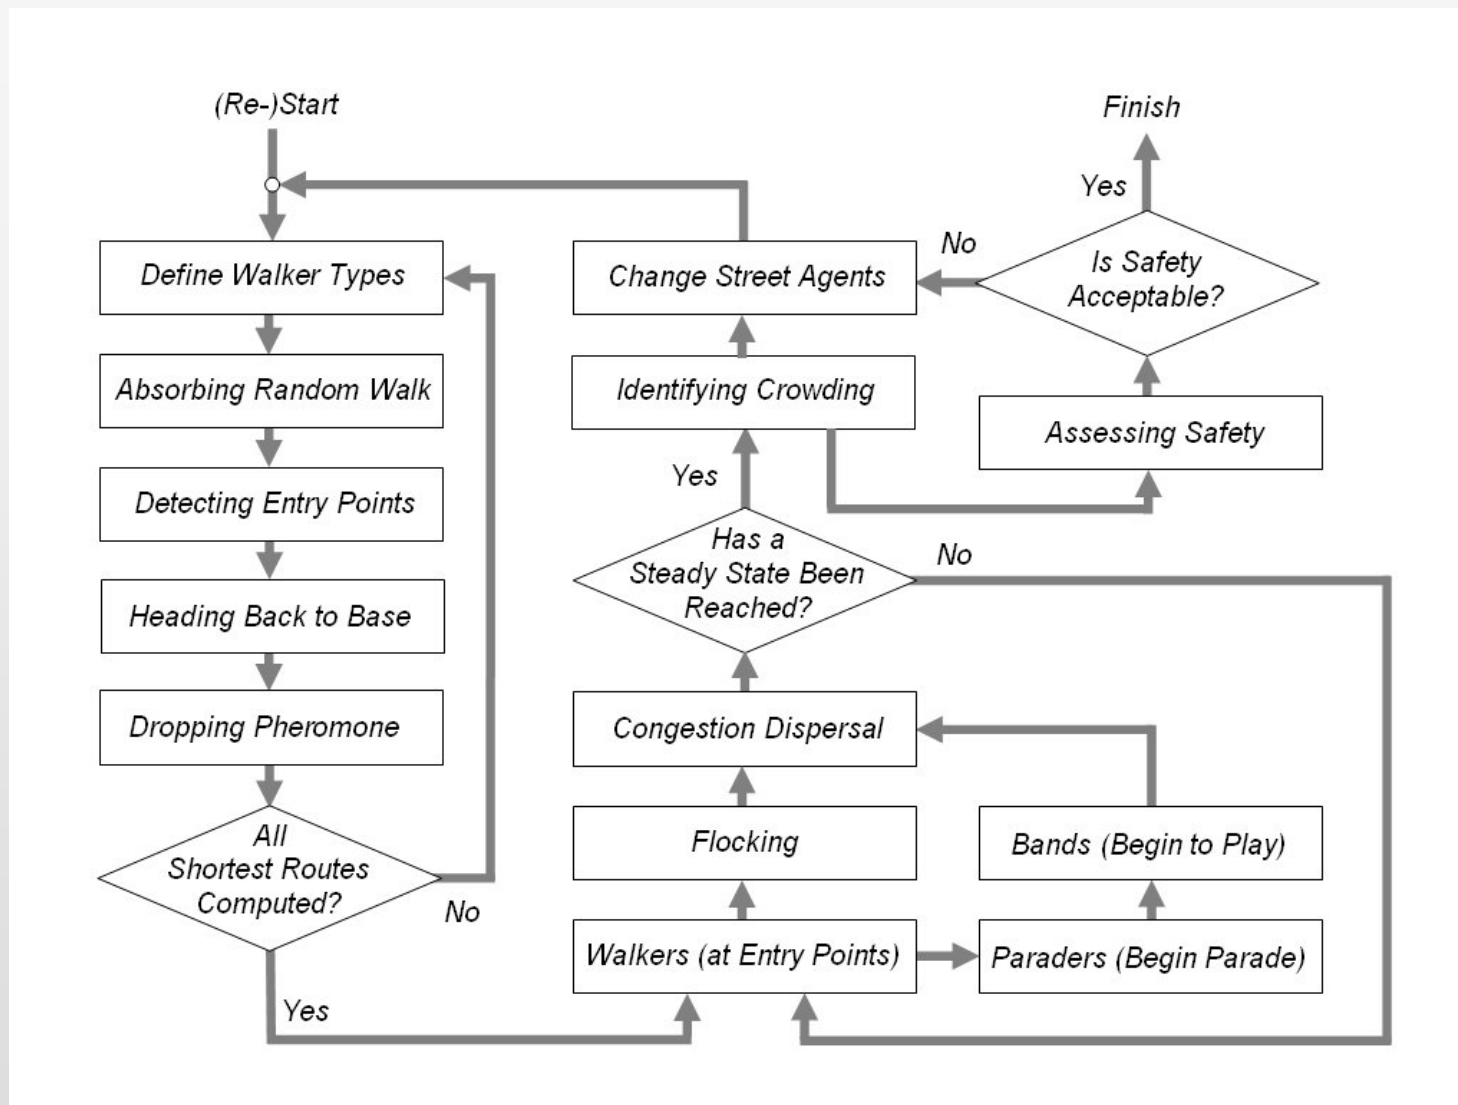 (Re-)Start
Define Walker Types
Absorbing Random Walk
Detecting Entry Points
Heading Back to Base
Dropping Pheromone
All
Shortest Routes
Computed?
No
Yes
Change Street Agents
Identifying Crowding
Yes
Has a
Steady State Been
Reached?
No
Congestion Dispersal
Flocking
Walkers (at Entry Points)
Finish
Yes
No
Is Safety
Acceptable?
Assessing Safety
Bands (Begin to Play)
Paraders (Begin Parade)